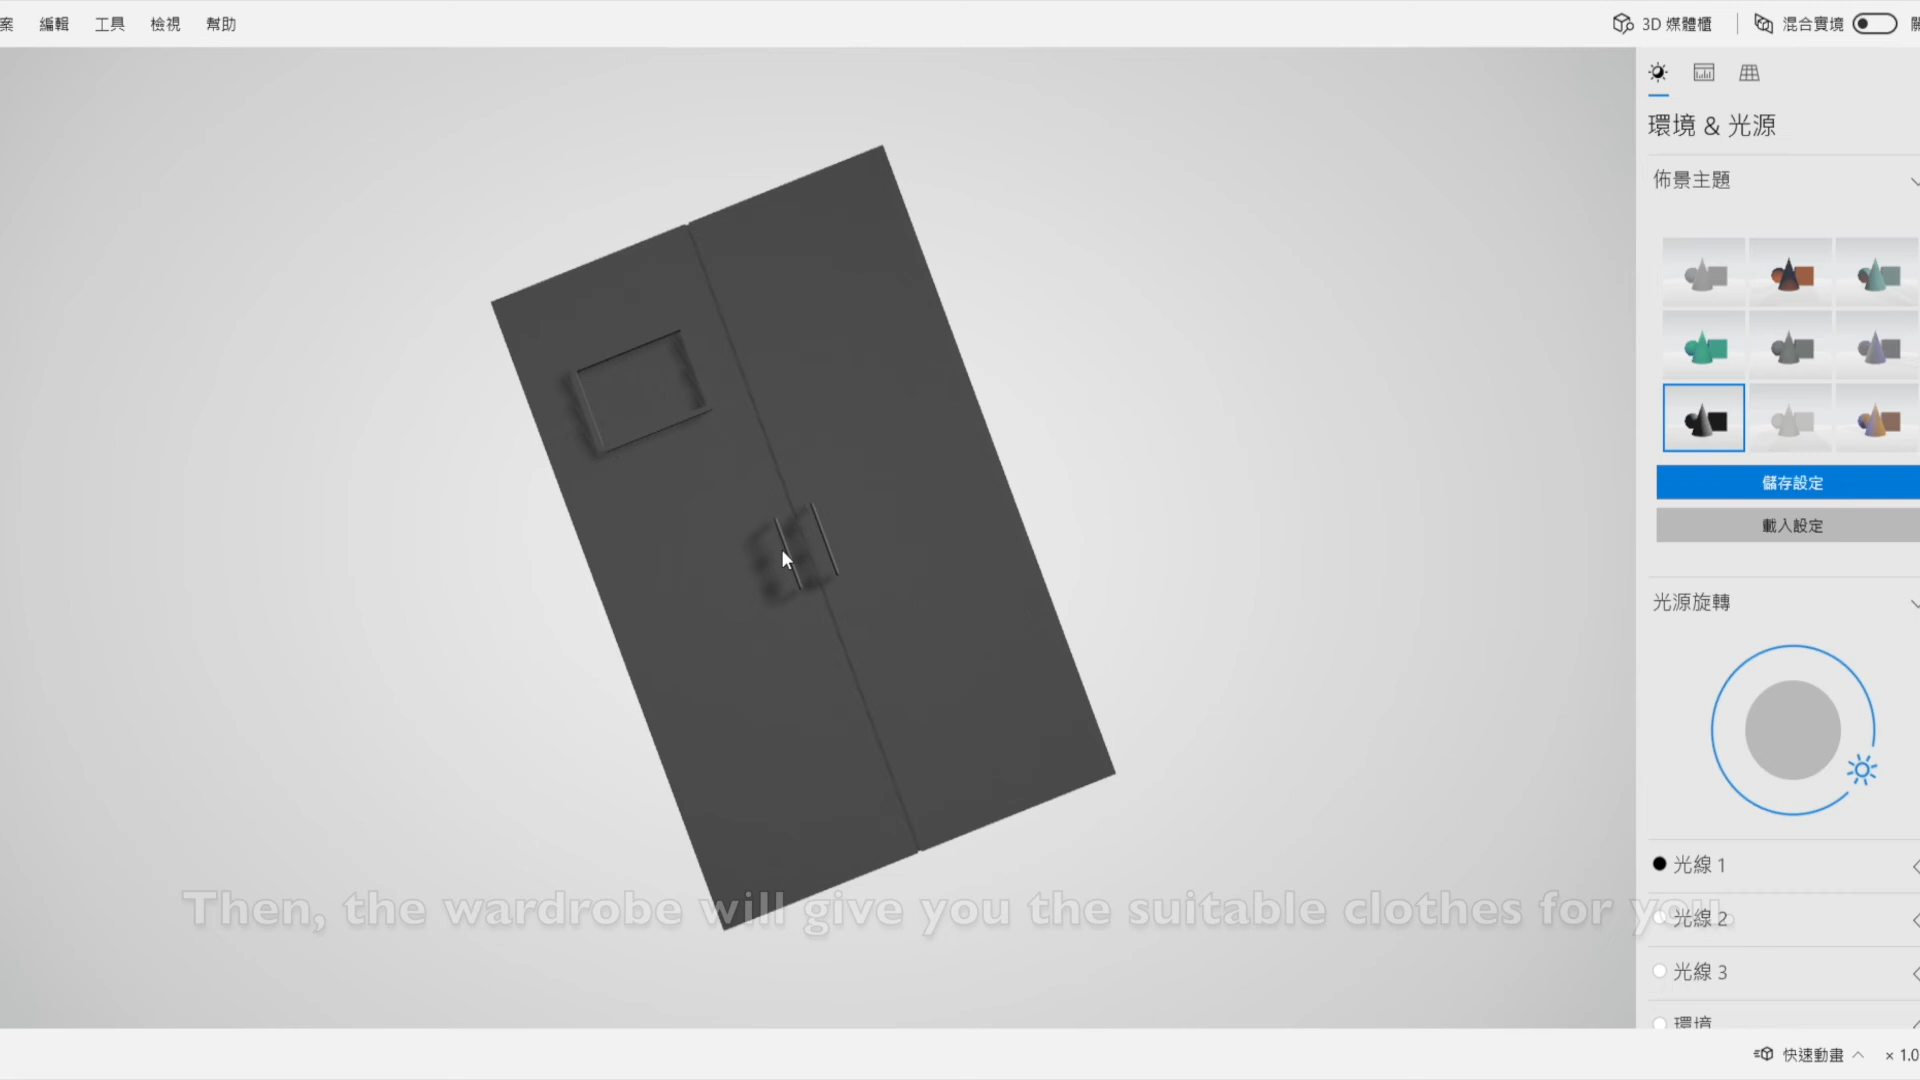 案 編輯 工具 檢視 幫助
3D 媒體櫃 混合實境
環境 & 光源
佈景主題
儲存設定
載入設定
光源旋轉
光線 1
Then, the wardrobe will give you the suitable clothes for you
光線 2
光線 3
環境
快速動畫 × 1.0